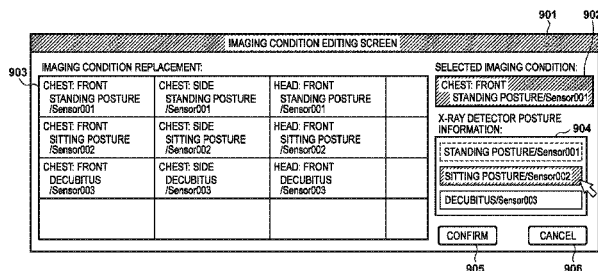 901
902
IMAGING CONDITION EDITING SCREEN
903
IMAGING CONDITION REPLACEMENT:
CHEST: FRONT
STANDING POSTURE
/Sensor001
CHEST: SIDE
STANDING POSTURE
/Sensor001
HEAD: FRONT
STANDING POSTURE
/Sensor001
CHEST: FRONT
SITTING POSTURE
/Sensor002
CHEST: SIDE
SITTING POSTURE
/Sensor002
HEAD: FRONT
SITTING POSTURE
/Sensor002
CHEST: FRONT
DECUBITUS
/Sensor003
CHEST: SIDE
DECUBITUS
/Sensor003
HEAD: FRONT
DECUBITUS
/Sensor003
SELECTED IMAGING CONDITION:
CHEST: FRONT
STANDING POSTURE/Sensor001
X-RAY DETECTOR POSTURE
INFORMATION:
904
STANDING POSTURE/Sensor001
SITTING POSTURE/Sensor002
DECUBITUS/Sensor003
CONFIRM
CANCEL
905
906